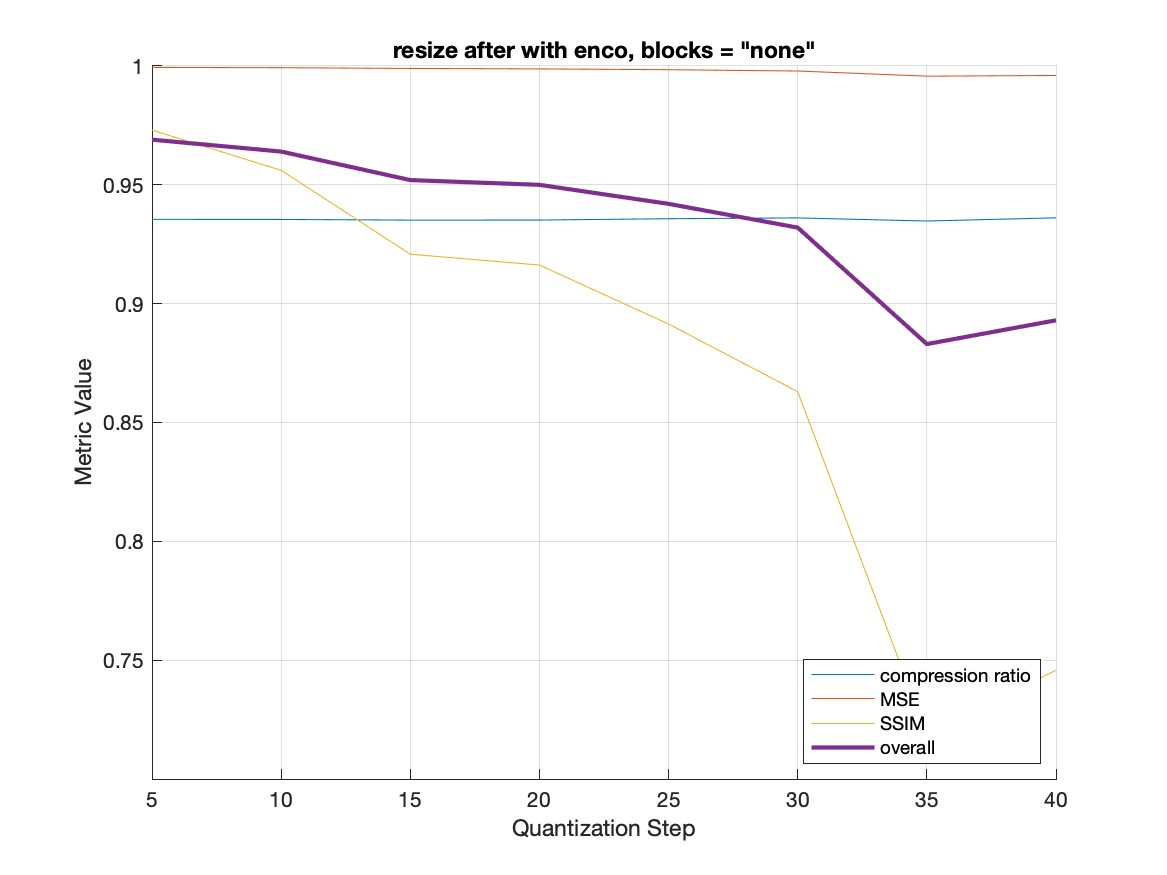 resize after with enco, blocks = "none"
1
0.95
0.9
0.85
0.8
0.75
Metric Value
5 10 15 20 25 30 35 40
Quantization Step
compression ratio
MSE
SSIM
overall